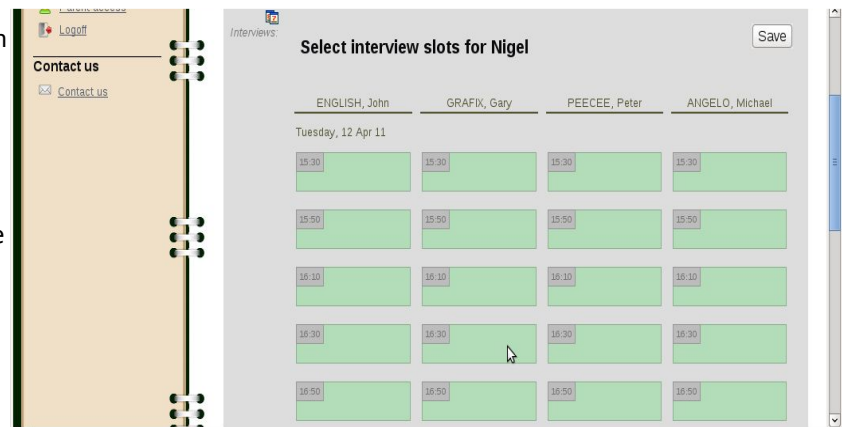 Parent access
n
Logoff
Contact us
Contact us
e
Interviews:
Select interview slots for Nigel
Save
ENGLISH, John GRAFIX, Gary PEECEE, Peter ANGELO, Michael
Tuesday, 12 Apr 11
15:30 15:30 15:30 15:30
15:50 15:50 15:50 15:50
16:10 16:10 16:10 16:10
16:30 16:30 16:30 16:30
16:50 16:50 16:50 16:50